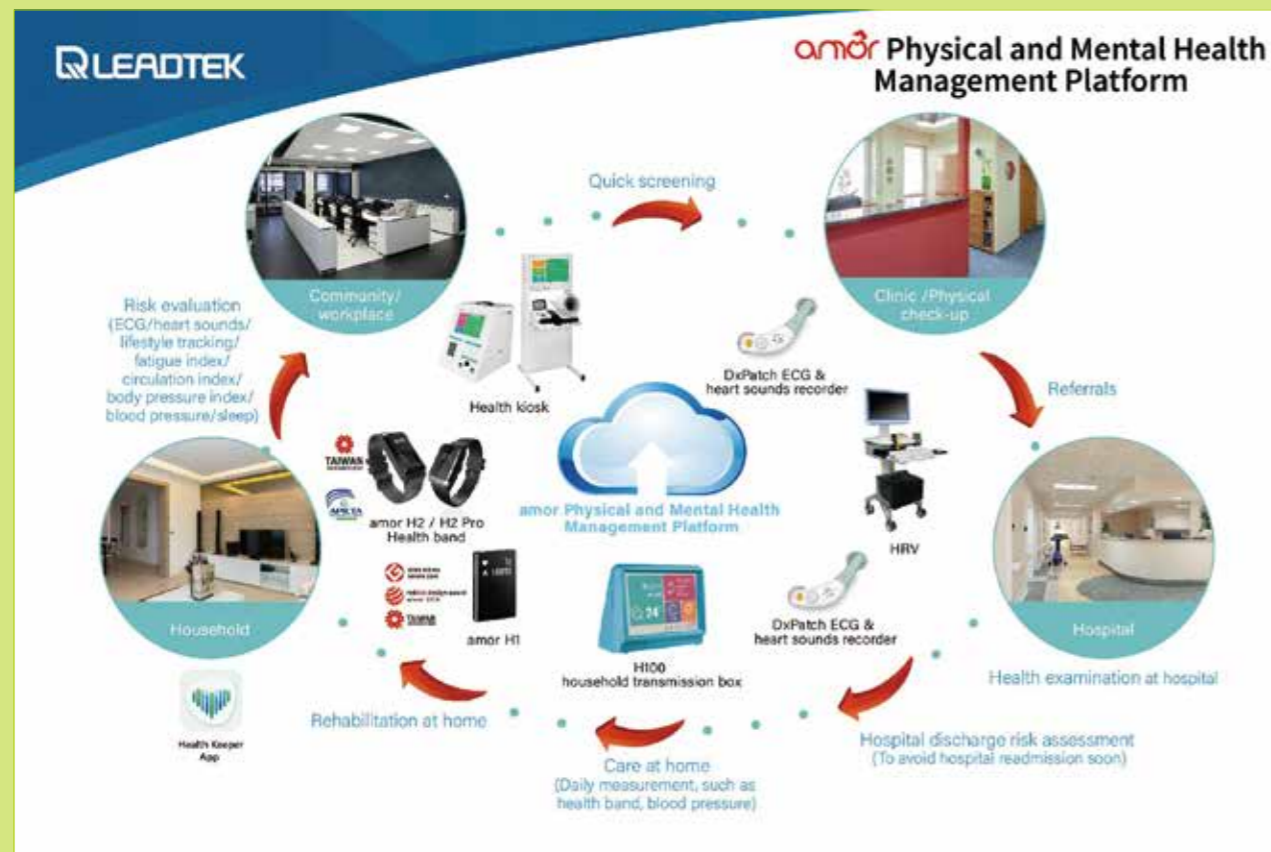 LEADTEK
amor Physical and Mental Health
Management Platform
Quick screening
Community/
workplace
Clinic /Physical
check-up
Risk evaluation
(ECG/heart sounds/
lifestyle tracking/
fatigue index/
circulation index/
body pressure index/
blood pressure/sleep)
Health kiosk
DxPatch ECG &
heart sounds recorder
Referrals
TAIWAN
amor H2 / H2 Pro
Health band
amor Physical and Mental Health
Management Platform
HRV
Household
amor H1
TAIWAN
24
H100
household transmission box
DxPatch ECG &
heart sounds recorder
Hospital
Health examination at hospital
Health Keeper
App
Rehabilitation at home
Care at home
(Daily measurement, such as
health band, blood pressure)
Hospital discharge risk assessment
(To avoid hospital readmission soon)